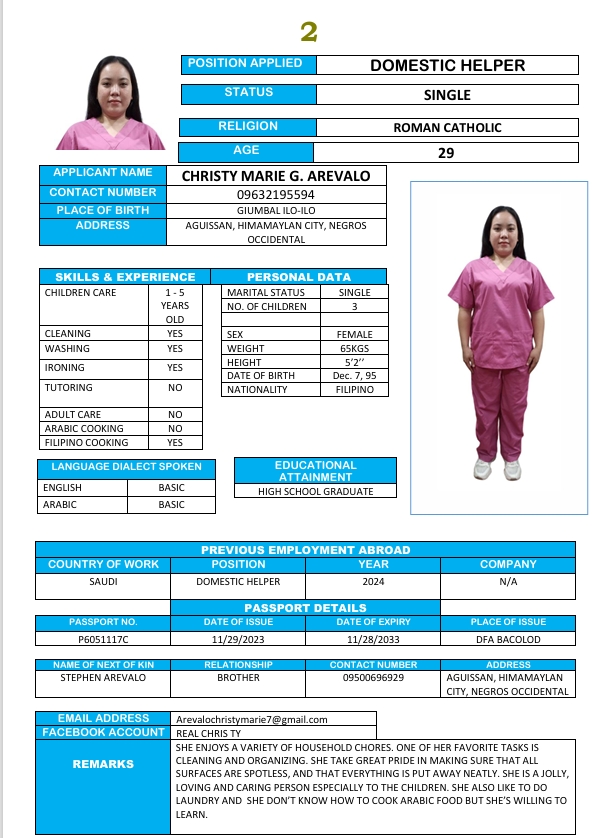 2
POSITION APPLIED DOMESTIC HELPER
STATUS SINGLE
RELIGION ROMAN CATHOLIC
AGE 29
APPLICANT NAME CHRISTY MARIE G. AREVALO
CONTACT NUMBER 09632195594
PLACE OF BIRTH GIUMBAL ILO-ILO
ADDRESS AGUISSAN, HIMAMAYLAN CITY, NEGROS
OCCIDENTAL
SKILLS & EXPERIENCE PERSONAL DATA
CHILDREN CARE 1 - 5
YEARS
OLD
CLEANING YES
WASHING YES
IRONING YES
TUTORING NO
ADULT CARE NO
ARABIC COOKING NO
FILIPINO COOKING YES
MARITAL STATUS SINGLE
NO. OF CHILDREN 3
SEX FEMALE
WEIGHT 65KGS
HEIGHT 5’2’’
DATE OF BIRTH Dec. 7, 95
NATIONALITY FILIPINO
LANGUAGE DIALECT SPOKEN
ENGLISH BASIC
ARABIC BASIC
EDUCATIONAL
ATTAINMENT
HIGH SCHOOL GRADUATE
PREVIOUS EMPLOYMENT ABROAD
COUNTRY OF WORK POSITION YEAR COMPANY
SAUDI DOMESTIC HELPER 2024 N/A
PASSPORT DETAILS
PASSPORT NO. DATE OF ISSUE DATE OF EXPIRY PLACE OF ISSUE
P6051117C 11/29/2023 11/28/2033 DFA BACOLOD
NAME OF NEXT OF KIN RELATIONSHIP CONTACT NUMBER ADDRESS
STEPHEN AREVALO BROTHER 09500696929 AGUISSAN, HIMAMAYLAN
CITY, NEGROS OCCIDENTAL
EMAIL ADDRESS Arevalochristymarie7@gmail.com
FACEBOOK ACCOUNT REAL CHRIS TY
REMARKS
SHE ENJOYS A VARIETY OF HOUSEHOLD CHORES. ONE OF HER FAVORITE TASKS IS
CLEANING AND ORGANIZING. SHE TAKE GREAT PRIDE IN MAKING SURE THAT ALL
SURFACES ARE SPOTLESS, AND THAT EVERYTHING IS PUT AWAY NEATLY. SHE IS A JOLLY,
LOVING AND CARING PERSON ESPECIALLY TO THE CHILDREN. SHE ALSO LIKE TO DO
LAUNDRY AND SHE DON’T KNOW HOW TO COOK ARABIC FOOD BUT SHE’S WILLING TO
LEARN.